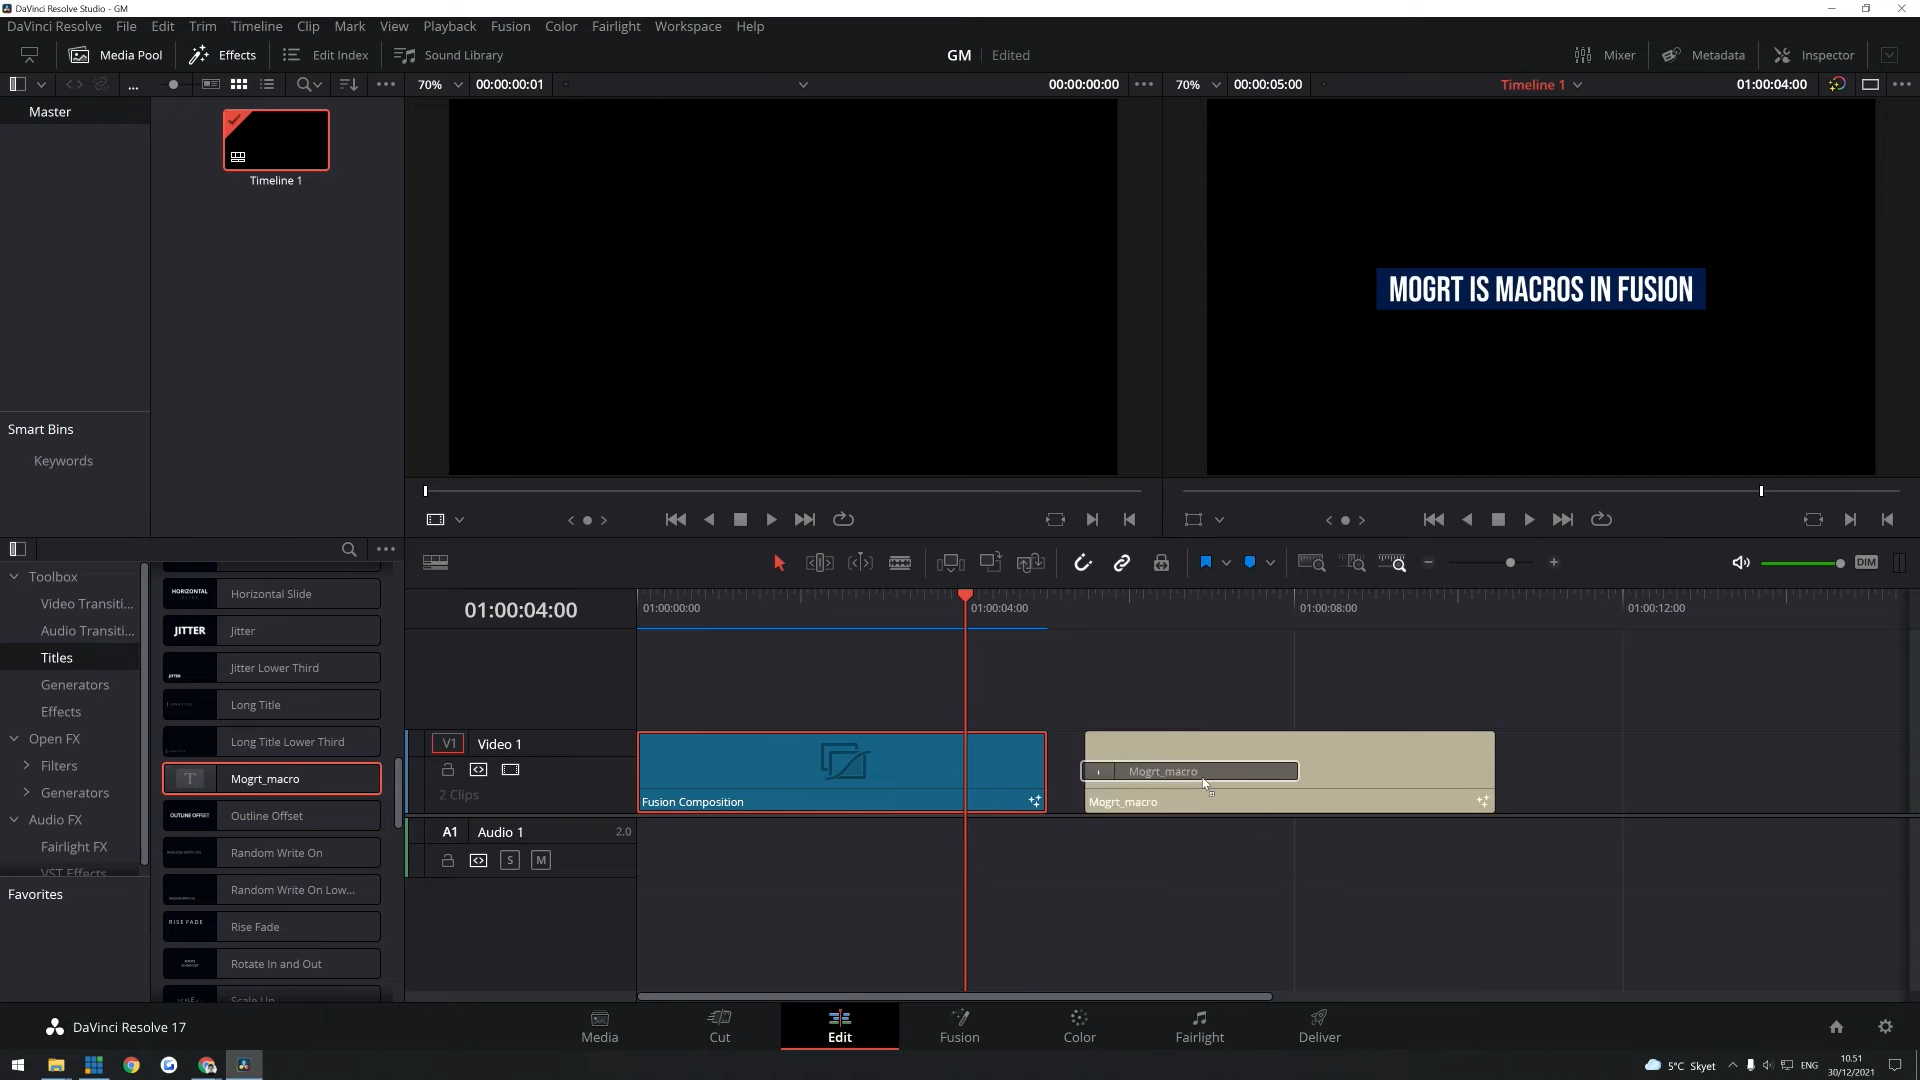 DaVinci Resolve Studio - GM
DaVinci Resolve File Edit Trim Timeline Clip Mark View Playback Fusion Color Fairlight Workspace Help
Media Pool Effects Edit Index Sound Library GM Edited Mixer Metadata Inspector
70% 00:00:00:01 00:00:00:00 70% 00:00:05:00 Timeline 1 01:00:04:00
Master
Timeline 1
MOGRT IS MACROS IN FUSION
Smart Bins
Keywords
Toolbox
Video Transiti...
Audio Transiti...
Titles
Generators
Effects
Open FX
Filters
Generators
Audio FX
Fairlight FX
VST Effects
Favorites
HORIZONTAL Horizontal Slide
JITTER Jitter
JITTER Jitter Lower Third
Long Title
Long Title Lower Third
T Mogrt_macro
OUTLINE OFFSET Outline Offset
Random Write On
Random Write On Low...
RISE FADE Rise Fade
Rotate In and Out
Scale Up
DIM
01:00:04:00 01:00:00:00 01:00:04:00 01:00:08:00 01:00:12:00
V1 Video 1
2 Clips
Fusion Composition
Mogrt_macro
Mogrt_macro
A1 Audio 1 2.0
S M
DaVinci Resolve 17
Media Cut Edit Fusion Color Fairlight Deliver
5°C Skyet ENG 10.51
30/12/2021